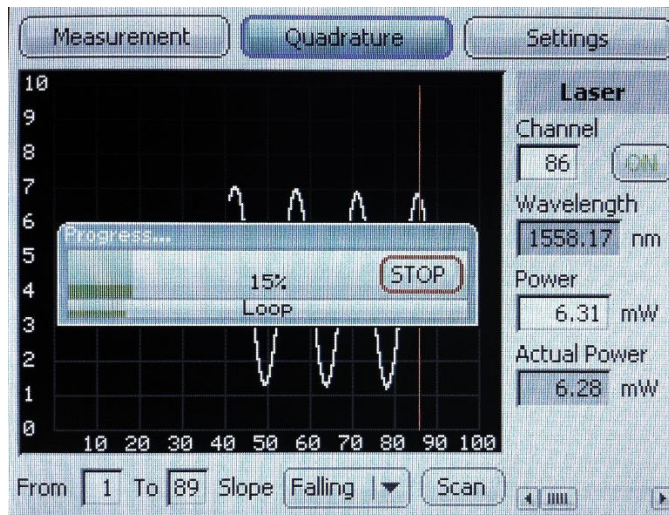 Measurement Quadrature Settings
10
9
8
7
6
5
4
3
2
1
0
10 20 30 40 50 60 70 80 90 100
Progress...
15%
STOP
Loop
Laser
Channel
86 ON
Wavelength
1558.17 nm
Power
6.31 mW
Actual Power
6.28 mW
From 1 To 89 Slope Falling Scan